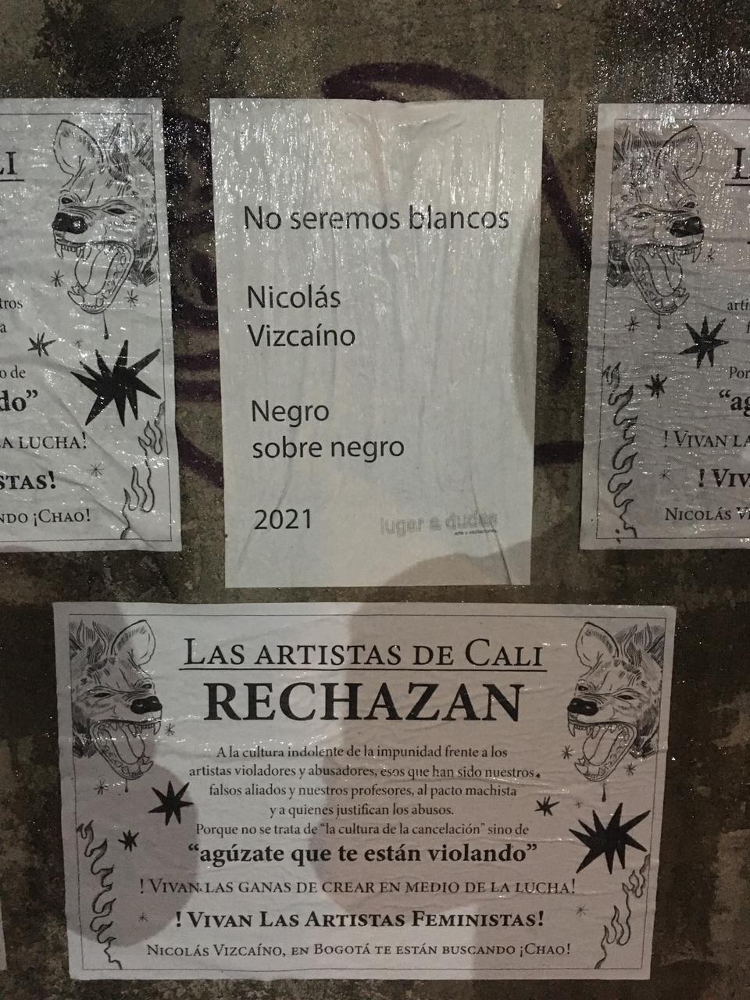 No seremos blancos
Nicolás
Vizcaíno
Negro
sobre negro
2021
lugar a dudas
arte y vacilaciones
LI
tros
a
o de
do”
A LUCHA!
STAS!
NDO ¡CHAO!
L
arti
f
Por
“ag
! VIVAN LA
! VIV
NICOLÁS VI
LAS ARTISTAS DE CALI
RECHAZAN
A la cultura indolente de la impunidad frente a los
artistas violadores y abusadores, esos que han sido nuestros
falsos aliados y nuestros profesores, al pacto machista
y a quienes justifican los abusos.
Porque no se trata de “la cultura de la cancelación” sino de
“agúzate que te están violando”
! VIVAN LAS GANAS DE CREAR EN MEDIO DE LA LUCHA!
! VIVAN LAS ARTISTAS FEMINISTAS!
NICOLÁS VIZCAÍNO, EN BOGOTÁ TE ESTÁN BUSCANDO ¡CHAO!